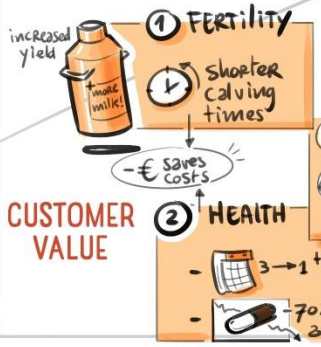 increased
yield
+more
milk!
1 FERTILITY
shorter
calving
times
-€ saves
costs
CUSTOMER
VALUE
2 HEALTH
- 3→1
- -70